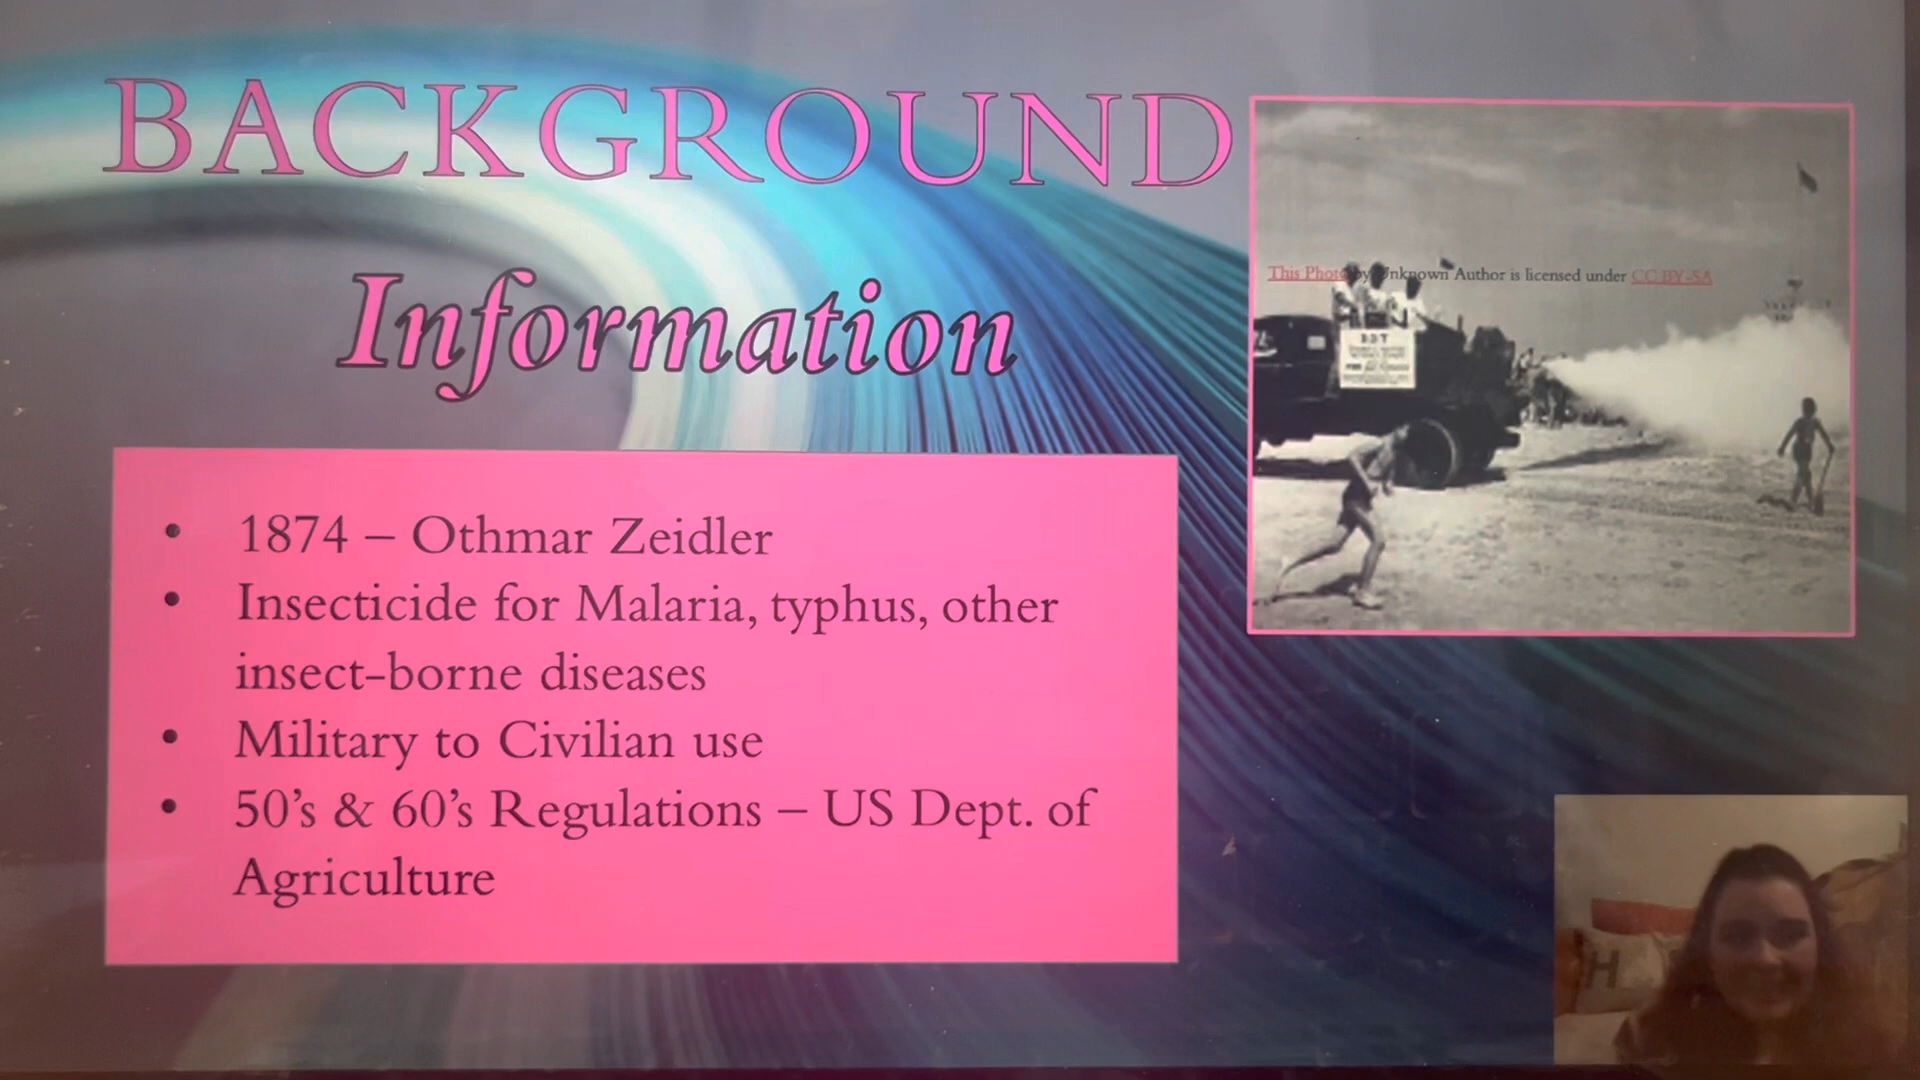 BACKGROUND
Information
• 1874 – Othmar Zeidler
• Insecticide for Malaria, typhus, other
insect-borne diseases
• Military to Civilian use
• 50's & 60's Regulations – US Dept. of
Agriculture
This Photo by Unknown Author is licensed under CC BY-SA
DDT
H